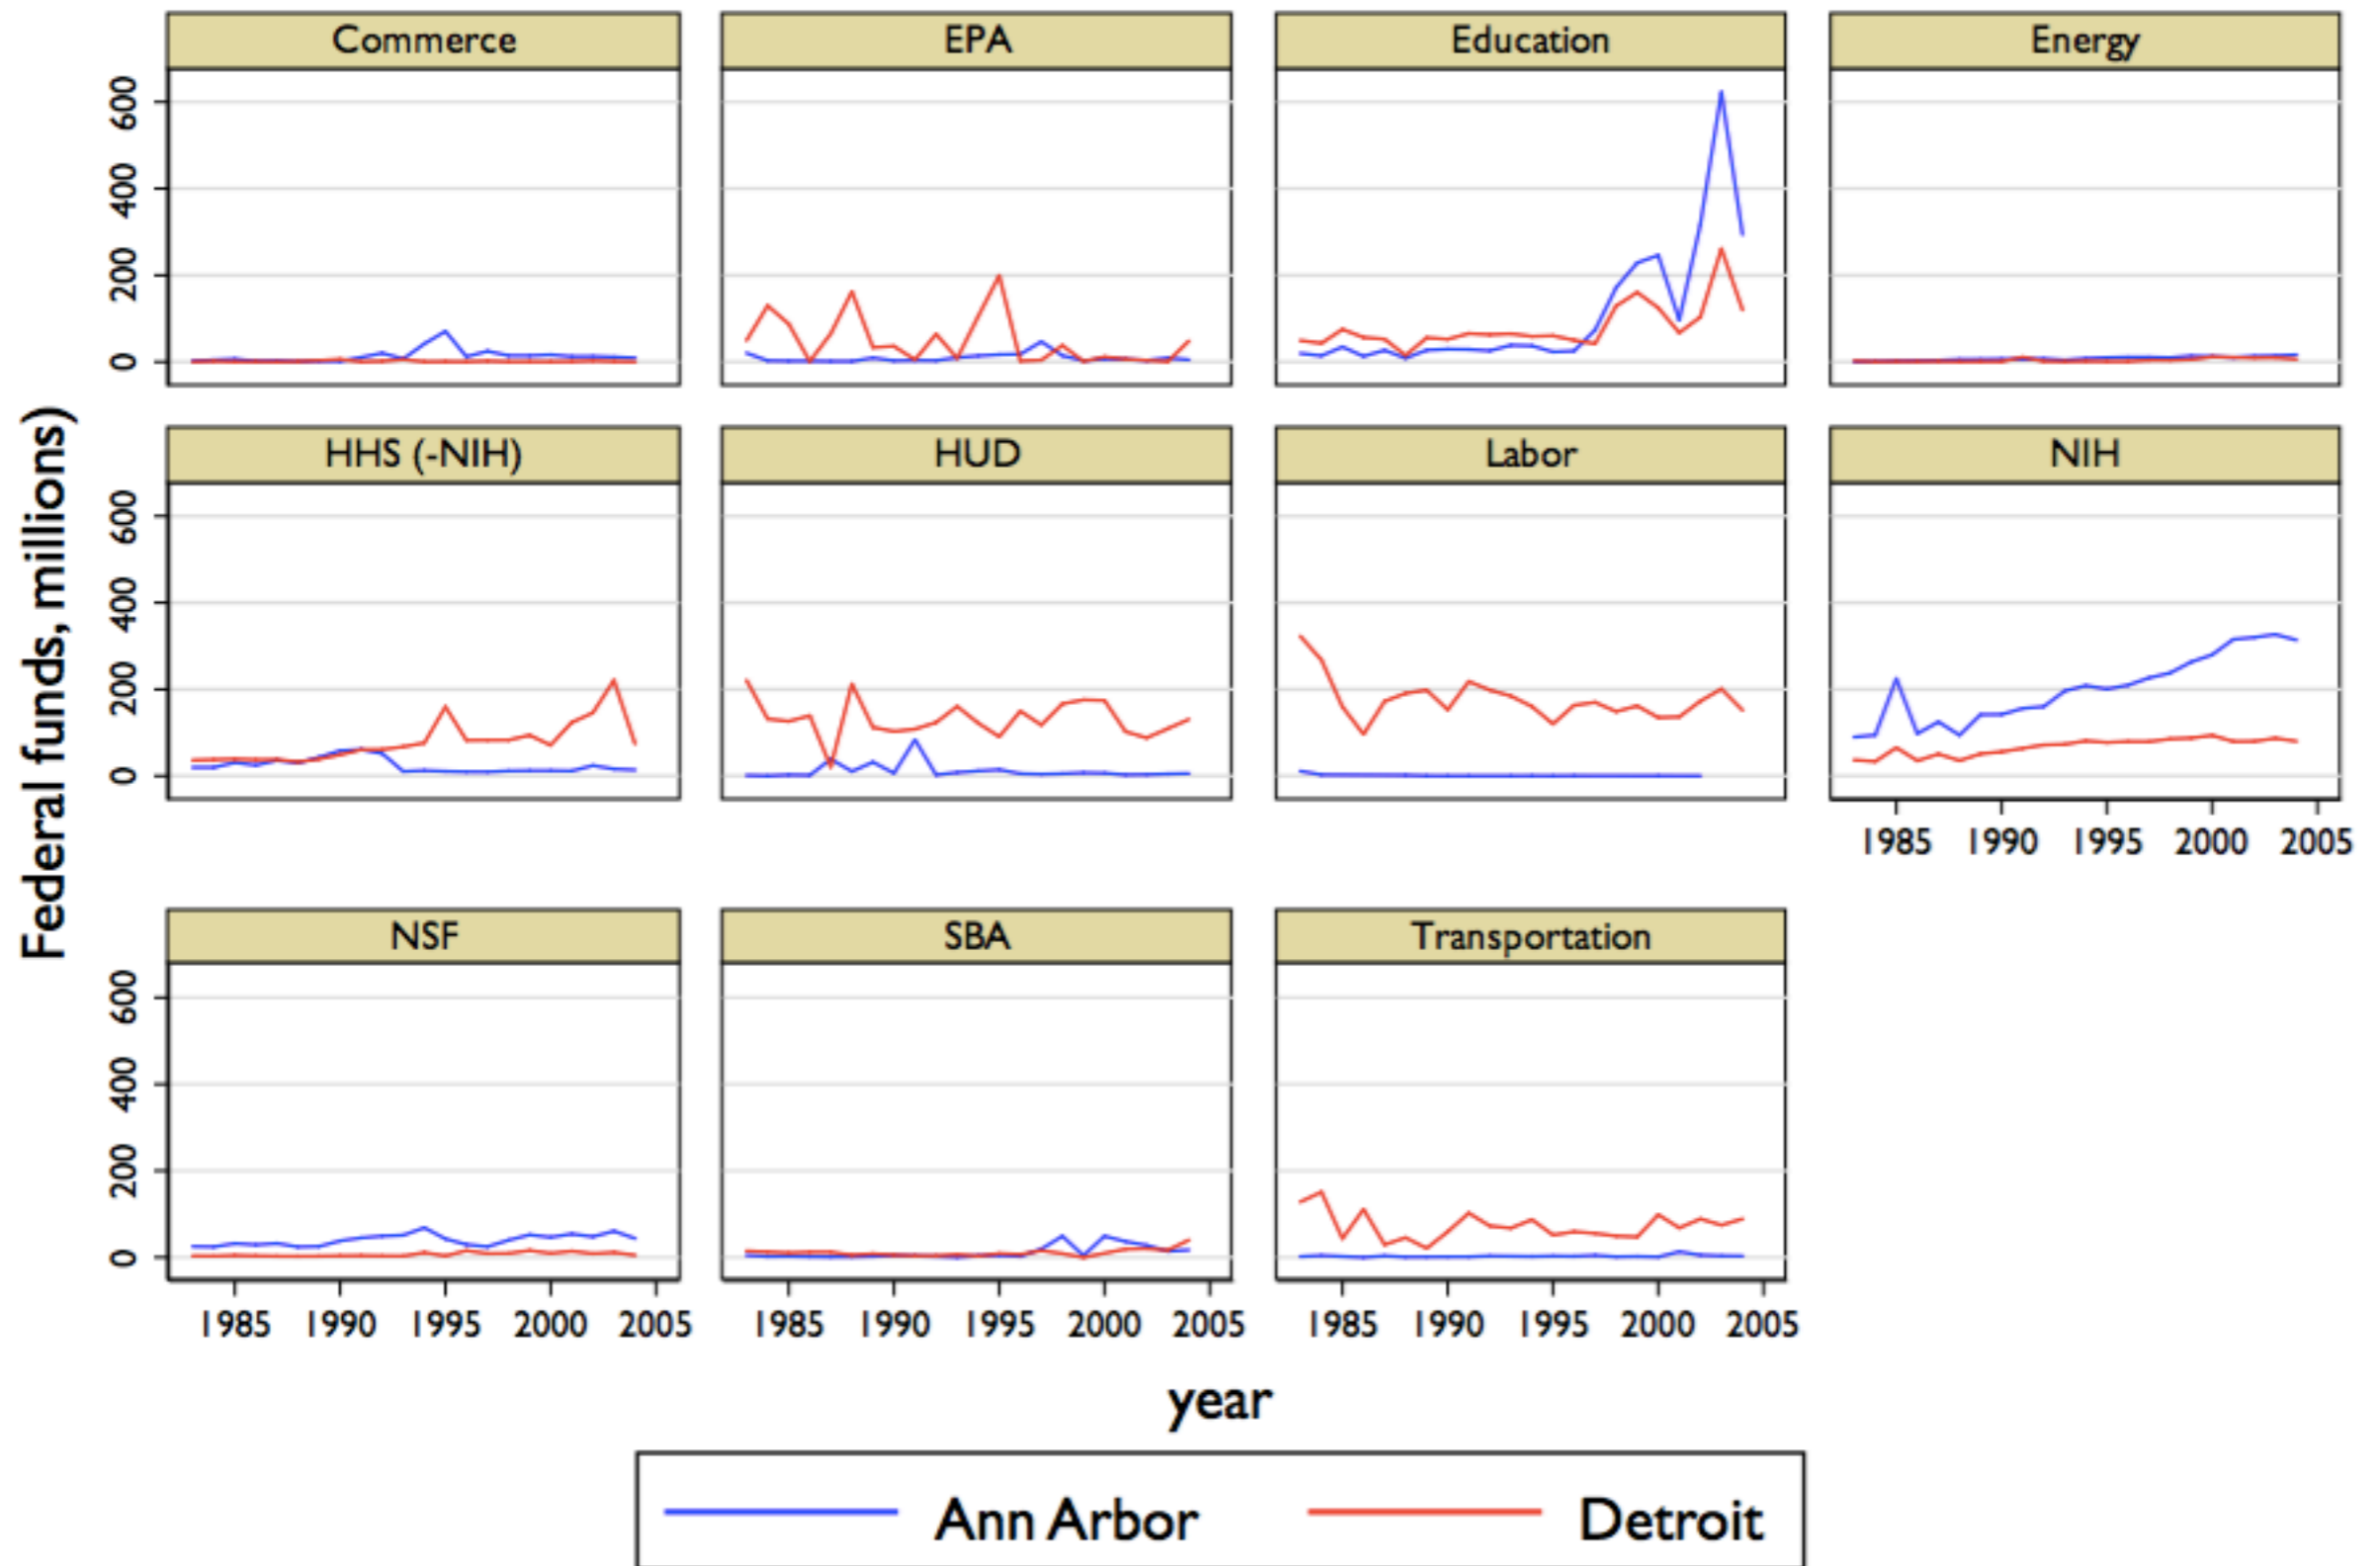 Commerce EPA Education Energy
600
400
200
0
HHS (-NIH) HUD Labor NIH
600
400
200
0
1985 1990 1995 2000 2005
NSF SBA Transportation
600
400
200
0
1985 1990 1995 2000 2005 1985 1990 1995 2000 2005 1985 1990 1995 2000 2005
Federal funds, millions)
year
Ann Arbor Detroit